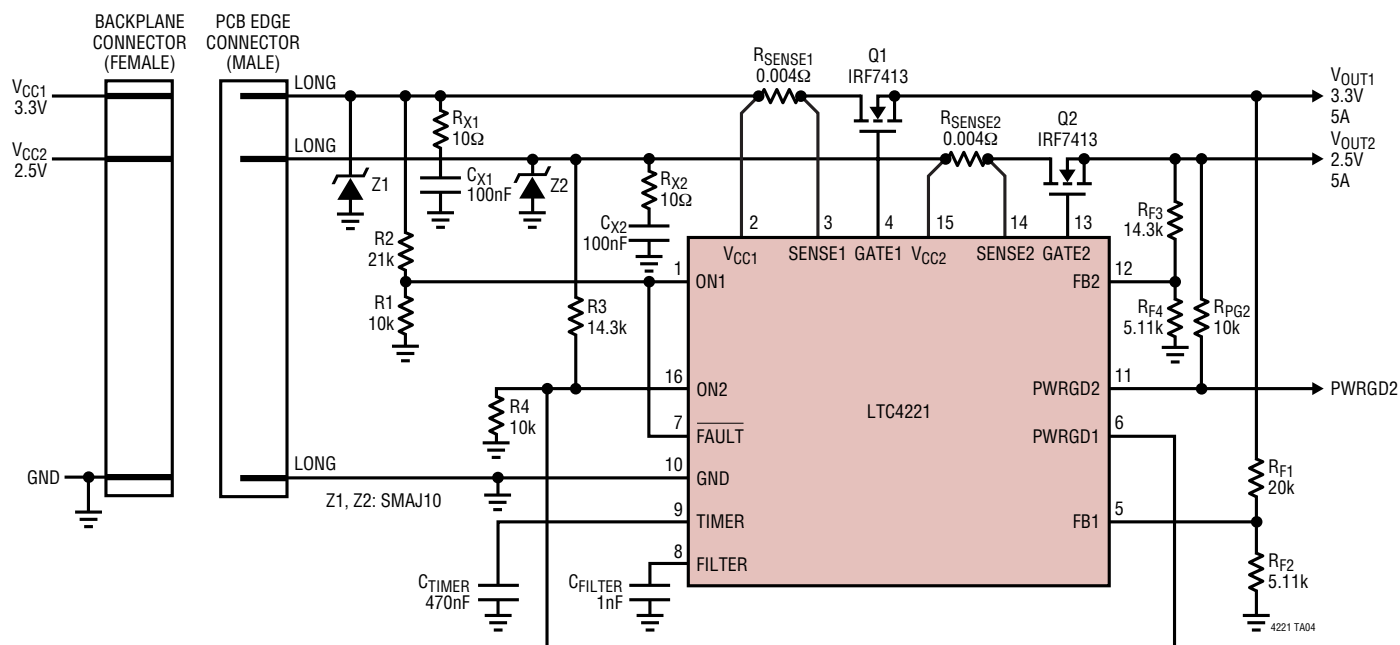 BACKPLANE
CONNECTOR
(FEMALE)
PCB EDGE
CONNECTOR
(MALE)
VCC1
3.3V
VCC2
2.5V
GND
LONG
LONG
LONG
Z1
RX1
10Ω
CX1
100nF
Z2
RX2
10Ω
CX2
100nF
R2
21k
R1
10k
R3
14.3k
R4
10k
Z1, Z2: SMAJ10
CTIMER
470nF
CFILTER
1nF
RSENSE1
0.004Ω
Q1
IRF7413
RSENSE2
0.004Ω
Q2
IRF7413
VOUT1
3.3V
5A
VOUT2
2.5V
5A
2
3
4
15
14
13
VCC1
SENSE1
GATE1
VCC2
SENSE2
GATE2
1
ON1
16
ON2
7
FAULT
10
GND
9
TIMER
8
FILTER
LTC4221
12
FB2
11
PWRGD2
6
PWRGD1
5
FB1
RF3
14.3k
RF4
5.11k
RPG2
10k
PWRGD2
RF1
20k
RF2
5.11k
4221 TA04